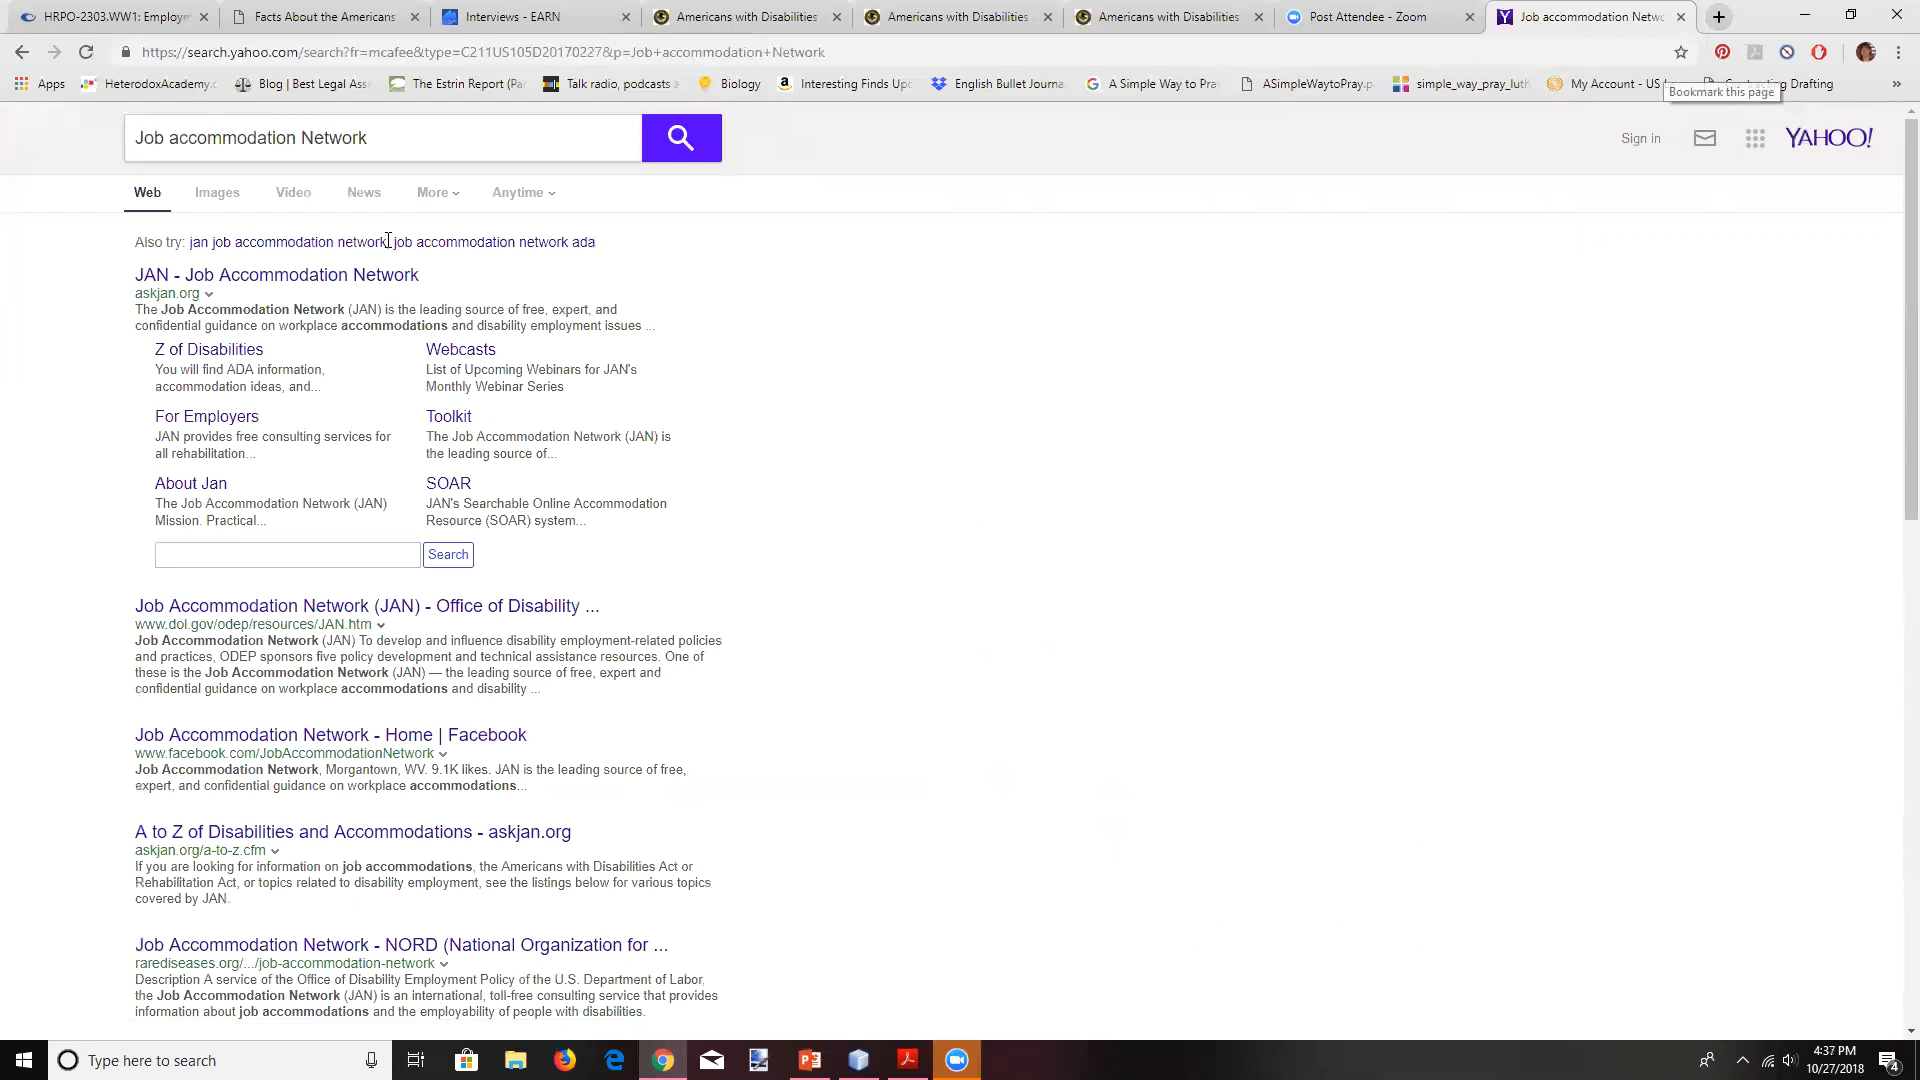 HRPO-2303.WW1: Employm
Facts About the Americans
Interviews - EARN
Americans with Disabilities
Americans with Disabilities
Americans with Disabilities
Post Attendee - Zoom
Job accommodation Netwo
https://search.yahoo.com/search?fr=mcafee&type=C211US105D20170227&p=Job+accommodation+Network
Apps
HeterodoxAcademy.
Blog | Best Legal Assi
The Estrin Report (Par
Talk radio, podcasts a
Biology
Interesting Finds Upd
English Bullet Journa
A Simple Way to Pra
ASimpleWaytoPray.p
simple_way_pray_luth
My Account - US
Contracting Drafting
Bookmark this page
Job accommodation Network
Sign in
YAHOO!
Web Images Video News More Anytime
Also try: jan job accommodation network, job accommodation network ada
JAN - Job Accommodation Network
askjan.org
The Job Accommodation Network (JAN) is the leading source of free, expert, and
confidential guidance on workplace accommodations and disability employment issues ...
Z of Disabilities
You will find ADA information,
accommodation ideas, and...
Webcasts
List of Upcoming Webinars for JAN's
Monthly Webinar Series
For Employers
JAN provides free consulting services for
all rehabilitation...
Toolkit
The Job Accommodation Network (JAN) is
the leading source of...
About Jan
The Job Accommodation Network (JAN)
Mission. Practical...
SOAR
JAN's Searchable Online Accommodation
Resource (SOAR) system...
Search
Job Accommodation Network (JAN) - Office of Disability ...
www.dol.gov/odep/resources/JAN.htm
Job Accommodation Network (JAN) To develop and influence disability employment-related policies
and practices, ODEP sponsors five policy development and technical assistance resources. One of
these is the Job Accommodation Network (JAN) — the leading source of free, expert and
confidential guidance on workplace accommodations and disability ...
Job Accommodation Network - Home | Facebook
www.facebook.com/JobAccommodationNetwork
Job Accommodation Network, Morgantown, WV. 9.1K likes. JAN is the leading source of free,
expert, and confidential guidance on workplace accommodations...
A to Z of Disabilities and Accommodations - askjan.org
askjan.org/a-to-z.cfm
If you are looking for information on job accommodations, the Americans with Disabilities Act or
Rehabilitation Act, or topics related to disability employment, see the listings below for various topics
covered by JAN.
Job Accommodation Network - NORD (National Organization for ...
rarediseases.org/.../job-accommodation-network
Description A service of the Office of Disability Employment Policy of the U.S. Department of Labor,
the Job Accommodation Network (JAN) is an international, toll-free consulting service that provides
information about job accommodations and the employability of people with disabilities.
Type here to search
4:37 PM
10/27/2018
4